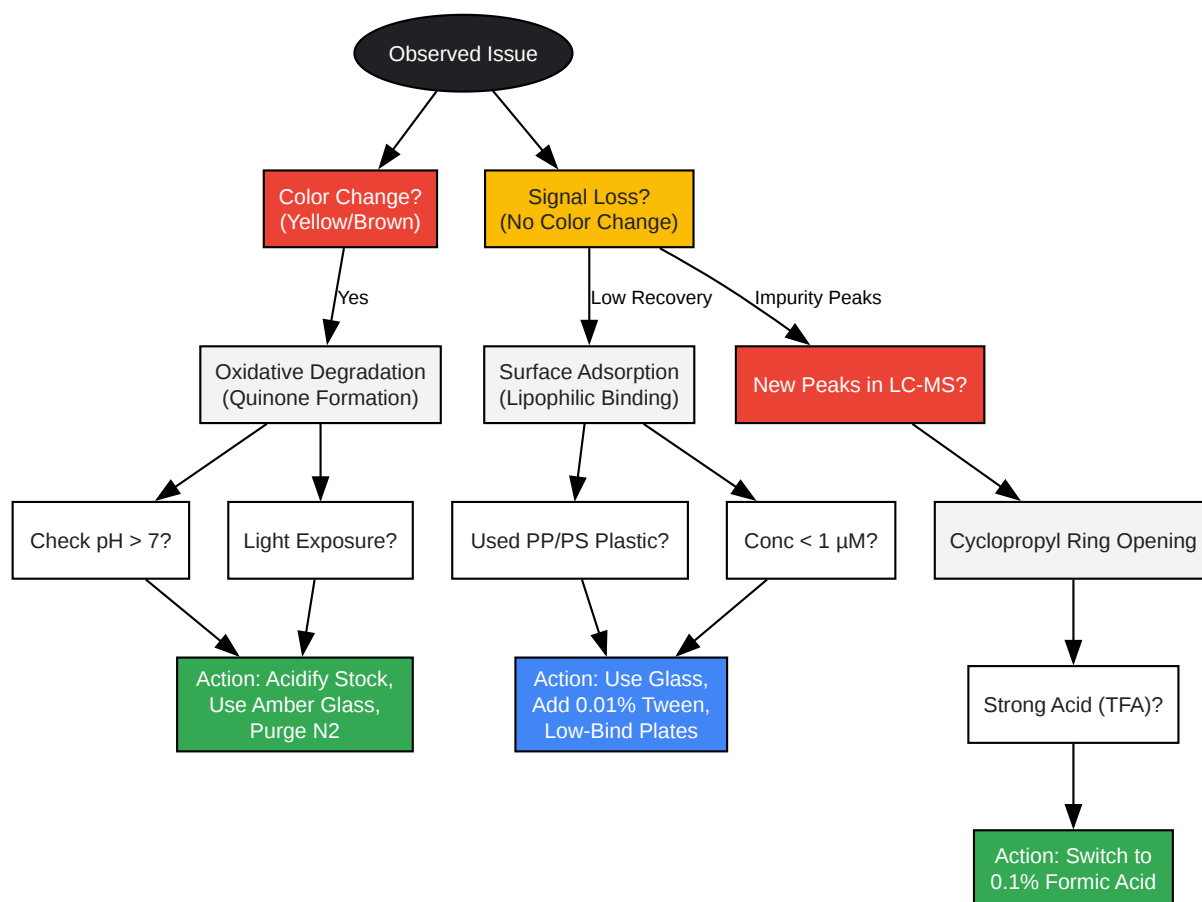 Observed Issue
Color Change?
(Yellow/Brown)
Signal Loss?
(No Color Change)
Yes
Low Recovery
Impurity Peaks
Oxidative Degradation
(Quinone Formation)
Surface Adsorption
(Lipophilic Binding)
New Peaks in LC-MS?
Check pH > 7?
Light Exposure?
Used PP/PS Plastic?
Conc < 1 µM?
Cyclopropyl Ring Opening
Action: Acidify Stock,
Use Amber Glass,
Purge N2
Action: Use Glass,
Add 0.01% Tween,
Low-Bind Plates
Strong Acid (TFA)?
Action: Switch to
0.1% Formic Acid